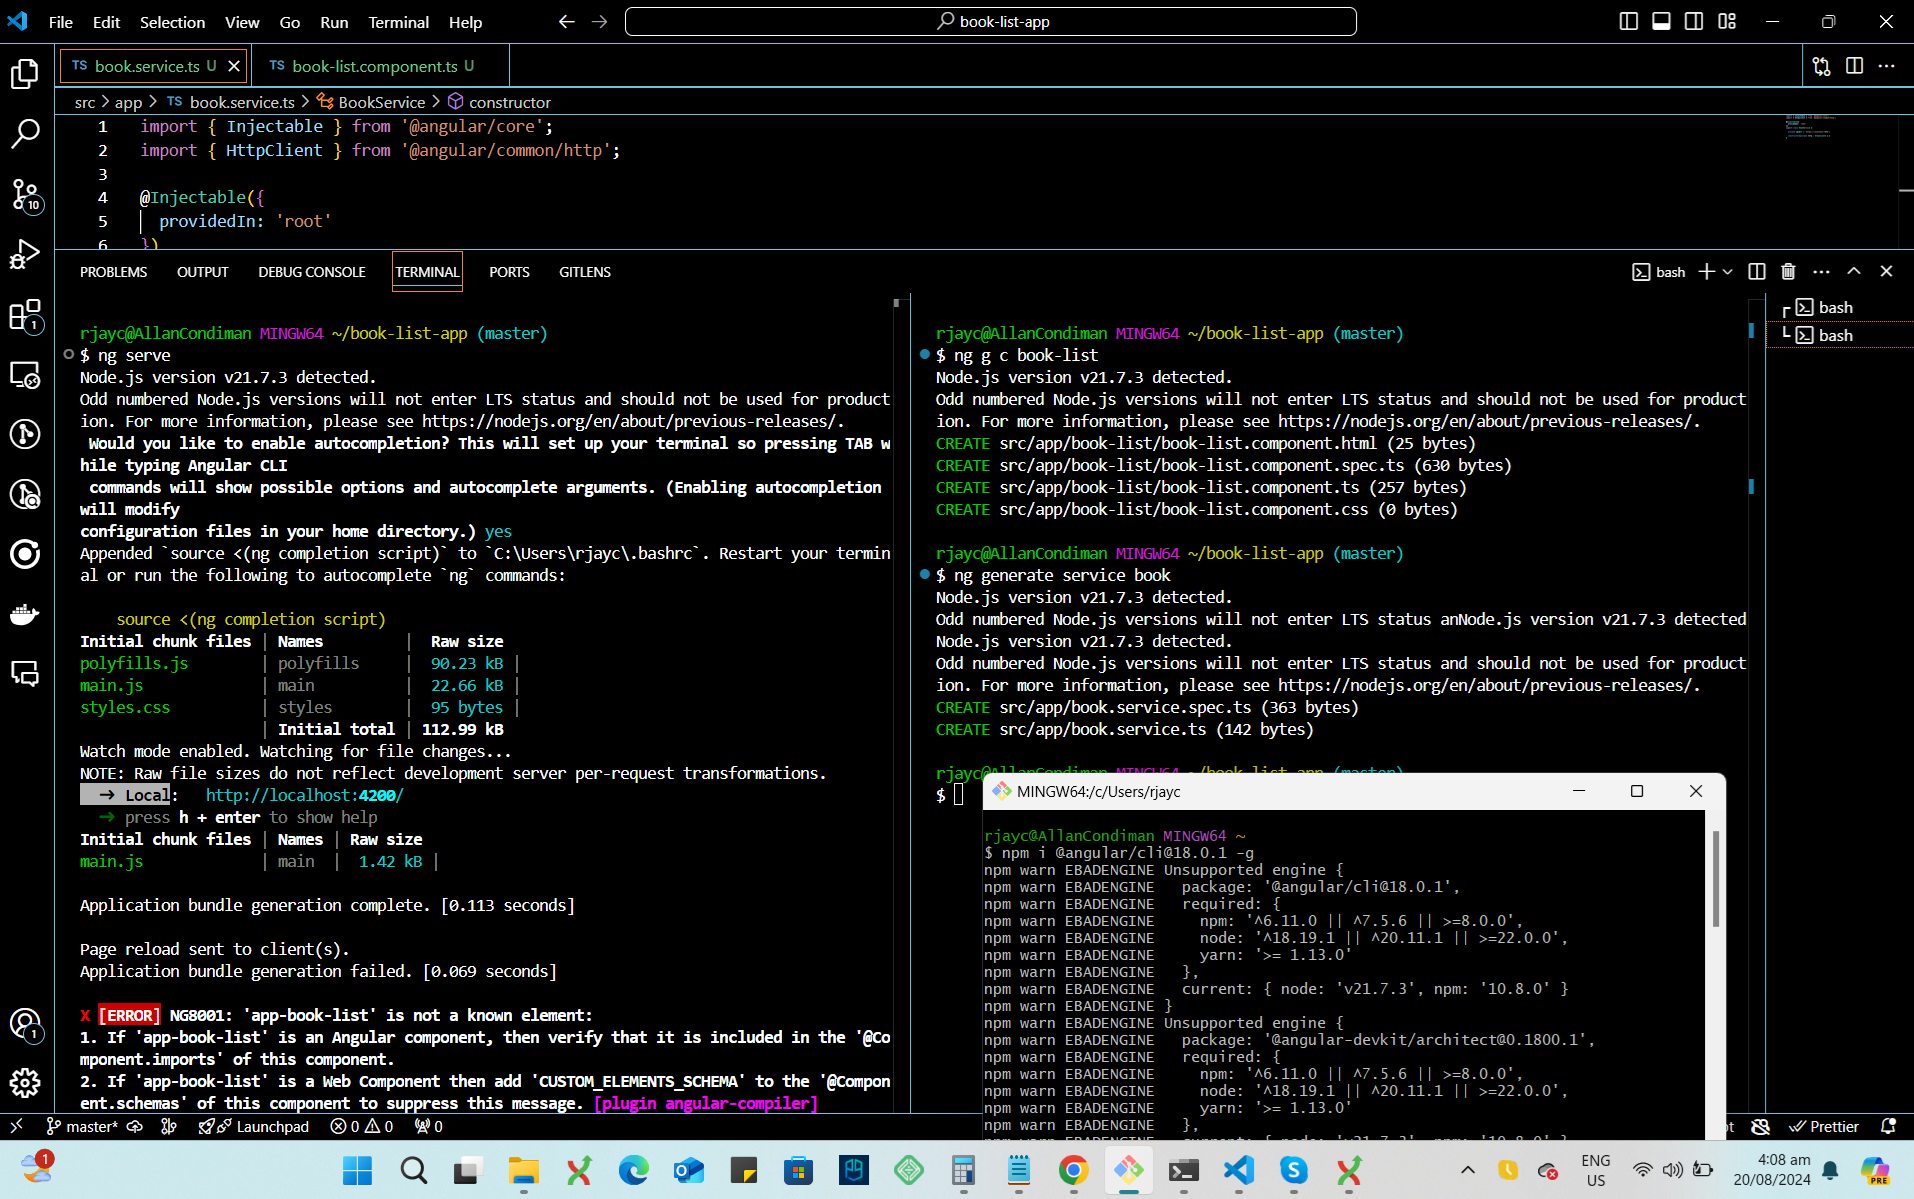 File Edit Selection View Go Run Terminal Help
book-list-app
TS book.service.ts U
TS book-list.component.ts U
src > app > TS book.service.ts > BookService > constructor
1 import { Injectable } from '@angular/core';
2 import { HttpClient } from '@angular/common/http';
3
4 @Injectable({
5 providedIn: 'root'
6 })
PROBLEMS OUTPUT DEBUG CONSOLE TERMINAL PORTS GITLENS
bash
rjayc@AllanCondiman MINGW64 ~/book-list-app (master)
$ ng serve
Node.js version v21.7.3 detected.
Odd numbered Node.js versions will not enter LTS status and should not be used for product
ion. For more information, please see https://nodejs.org/en/about/previous-releases/.
Would you like to enable autocompletion? This will set up your terminal so pressing TAB w
hile typing Angular CLI
commands will show possible options and autocomplete arguments. (Enabling autocompletion
will modify
configuration files in your home directory.) yes
Appended `source <(ng completion script)` to `C:\Users\rjayc\.bashrc`. Restart your termin
al or run the following to autocomplete `ng` commands:
source <(ng completion script)
Initial chunk files | Names | Raw size
polyfills.js | polyfills | 90.23 kB |
main.js | main | 22.66 kB |
styles.css | styles | 95 bytes |
| Initial total | 112.99 kB
Watch mode enabled. Watching for file changes...
NOTE: Raw file sizes do not reflect development server per-request transformations.
→ Local: http://localhost:4200/
→ press h + enter to show help
Initial chunk files | Names | Raw size
main.js | main | 1.42 kB |
Application bundle generation complete. [0.113 seconds]
Page reload sent to client(s).
Application bundle generation failed. [0.069 seconds]
X [ERROR] NG8001: 'app-book-list' is not a known element:
1. If 'app-book-list' is an Angular component, then verify that it is included in the '@Co
mponent.imports' of this component.
2. If 'app-book-list' is a Web Component then add 'CUSTOM_ELEMENTS_SCHEMA' to the '@Compon
ent.schemas' of this component to suppress this message. [plugin angular-compiler]
rjayc@AllanCondiman MINGW64 ~/book-list-app (master)
$ ng g c book-list
Node.js version v21.7.3 detected.
Odd numbered Node.js versions will not enter LTS status and should not be used for product
ion. For more information, please see https://nodejs.org/en/about/previous-releases/.
CREATE src/app/book-list/book-list.component.html (25 bytes)
CREATE src/app/book-list/book-list.component.spec.ts (630 bytes)
CREATE src/app/book-list/book-list.component.ts (257 bytes)
CREATE src/app/book-list/book-list.component.css (0 bytes)
rjayc@AllanCondiman MINGW64 ~/book-list-app (master)
$ ng generate service book
Node.js version v21.7.3 detected.
Odd numbered Node.js versions will not enter LTS status anNode.js version v21.7.3 detected
Node.js version v21.7.3 detected.
Odd numbered Node.js versions will not enter LTS status and should not be used for product
ion. For more information, please see https://nodejs.org/en/about/previous-releases/.
CREATE src/app/book.service.spec.ts (363 bytes)
CREATE src/app/book.service.ts (142 bytes)
rjayc@AllanCondiman MINGW64 ~/book-list-app (master)
$
bash
bash
MINGW64:/c/Users/rjayc
rjayc@AllanCondiman MINGW64 ~
$ npm i @angular/cli@18.0.1 -g
npm warn EBADENGINE Unsupported engine {
npm warn EBADENGINE package: '@angular/cli@18.0.1',
npm warn EBADENGINE required: {
npm warn EBADENGINE npm: '^6.11.0 || ^7.5.6 || >=8.0.0',
npm warn EBADENGINE node: '^18.19.1 || ^20.11.1 || >=22.0.0',
npm warn EBADENGINE yarn: '>= 1.13.0'
npm warn EBADENGINE },
npm warn EBADENGINE current: { node: 'v21.7.3', npm: '10.8.0' }
npm warn EBADENGINE }
npm warn EBADENGINE Unsupported engine {
npm warn EBADENGINE package: '@angular-devkit/architect@0.1800.1',
npm warn EBADENGINE required: {
npm warn EBADENGINE npm: '^6.11.0 || ^7.5.6 || >=8.0.0',
npm warn EBADENGINE node: '^18.19.1 || ^20.11.1 || >=22.0.0',
npm warn EBADENGINE yarn: '>= 1.13.0'
npm warn EBADENGINE },
npm warn EBADENGINE current: { node: 'v21.7.3', npm: '10.8.0' }
10
1
1
master* Launchpad 0 0 0
Prettier
1
ENG
US
4:08 am
20/08/2024
PRE